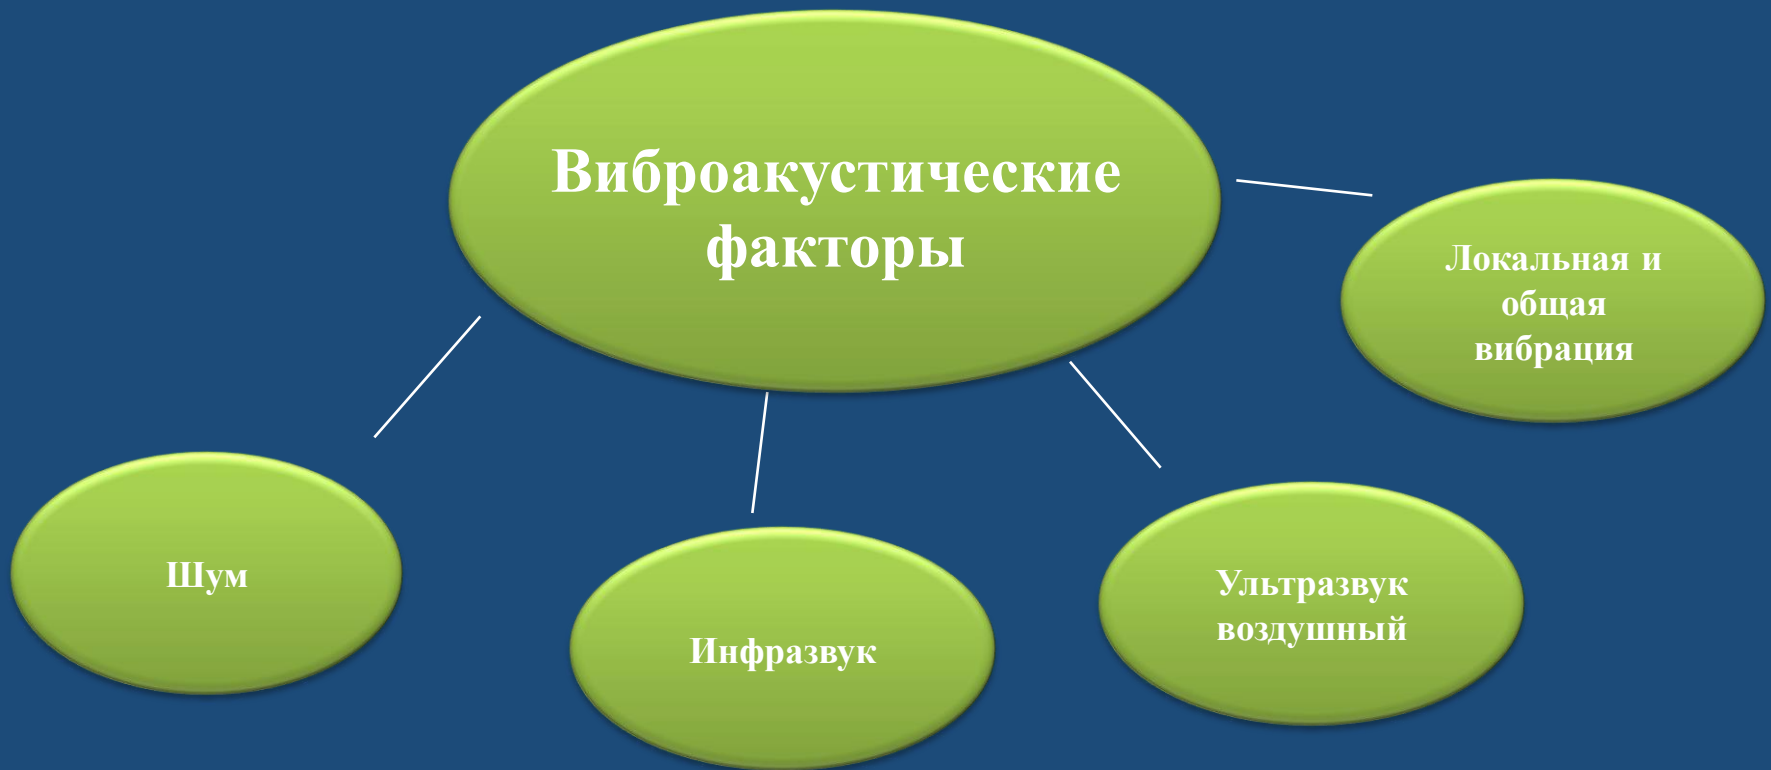 Виброакустические
факторы
Локальная и
общая
вибрация
Шум
Инфразвук
Ультразвук
воздушный